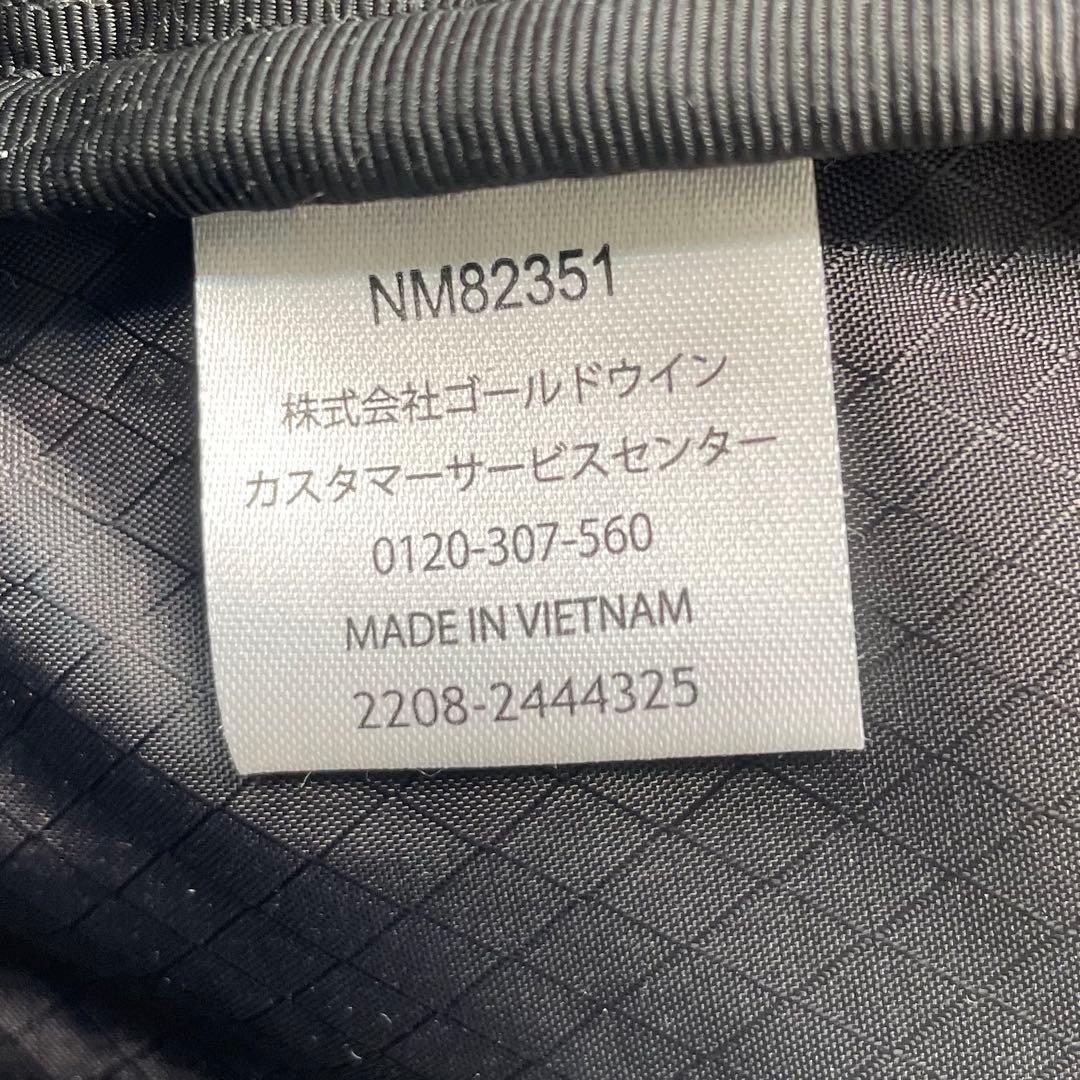 NM82351
株式会社ゴールドウイン
カスタマーサービスセンター
0120-307-560
MADE IN VIETNAM
2208-2444325